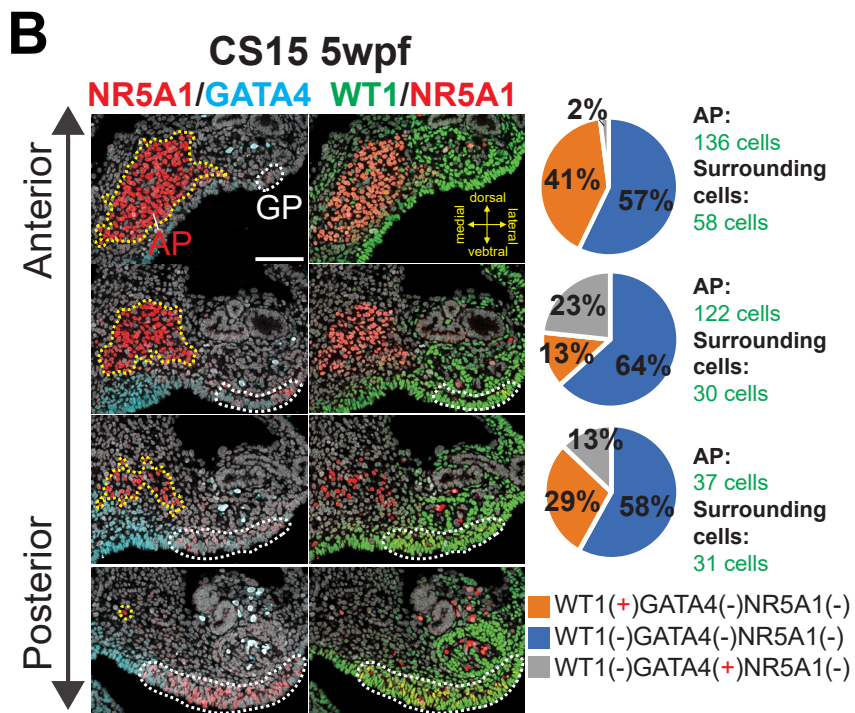 B
CS15 5wpf
NR5A1/GATA4 WT1/NR5A1
Anterior
Posterior
GP
AP
dorsal
medial
lateral
vebtral
2%
41%
57%
AP:
136 cells
Surrounding
cells:
58 cells
23%
13%
64%
AP:
122 cells
Surrounding
cells:
30 cells
13%
29%
58%
AP:
37 cells
Surrounding
cells:
31 cells
WT1(+)GATA4(-)NR5A1(-)
WT1(-)GATA4(-)NR5A1(-)
WT1(-)GATA4(+)NR5A1(-)